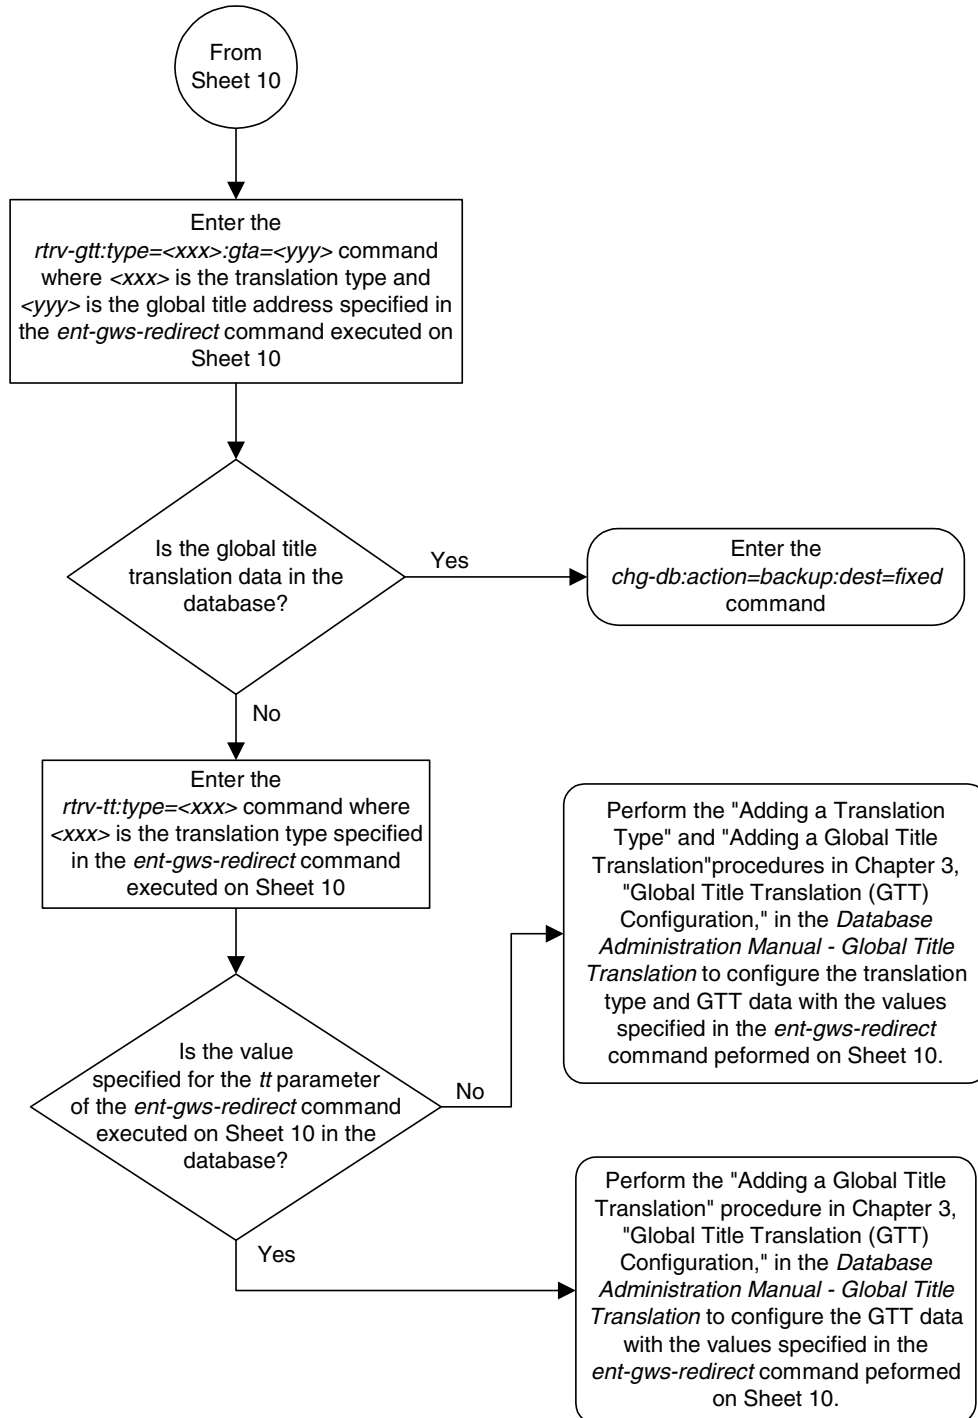 From
Sheet 10
Enter the
rtrv-gtt:type=<xxx>:gta=<yyy> command
where <xxx> is the translation type and
<yyy> is the global title address specified in
the ent-gws-redirect command executed on
Sheet 10
Is the global title
translation data in the
database?
Yes
Enter the
chg-db:action=backup:dest=fixed
command
No
Enter the
rtrv-tt:type=<xxx> command where
<xxx> is the translation type specified
in the ent-gws-redirect command
executed on Sheet 10
Is the value
specified for the tt parameter
of the ent-gws-redirect command
executed on Sheet 10 in the
database?
No
Perform the "Adding a Translation
Type" and "Adding a Global Title
Translation"procedures in Chapter 3,
"Global Title Translation (GTT)
Configuration," in the Database
Administration Manual - Global Title
Translation to configure the translation
type and GTT data with the values
specified in the ent-gws-redirect
command peformed on Sheet 10.
Yes
Perform the "Adding a Global Title
Translation" procedure in Chapter 3,
"Global Title Translation (GTT)
Configuration," in the Database
Administration Manual - Global Title
Translation to configure the GTT data
with the values specified in the
ent-gws-redirect command peformed
on Sheet 10.